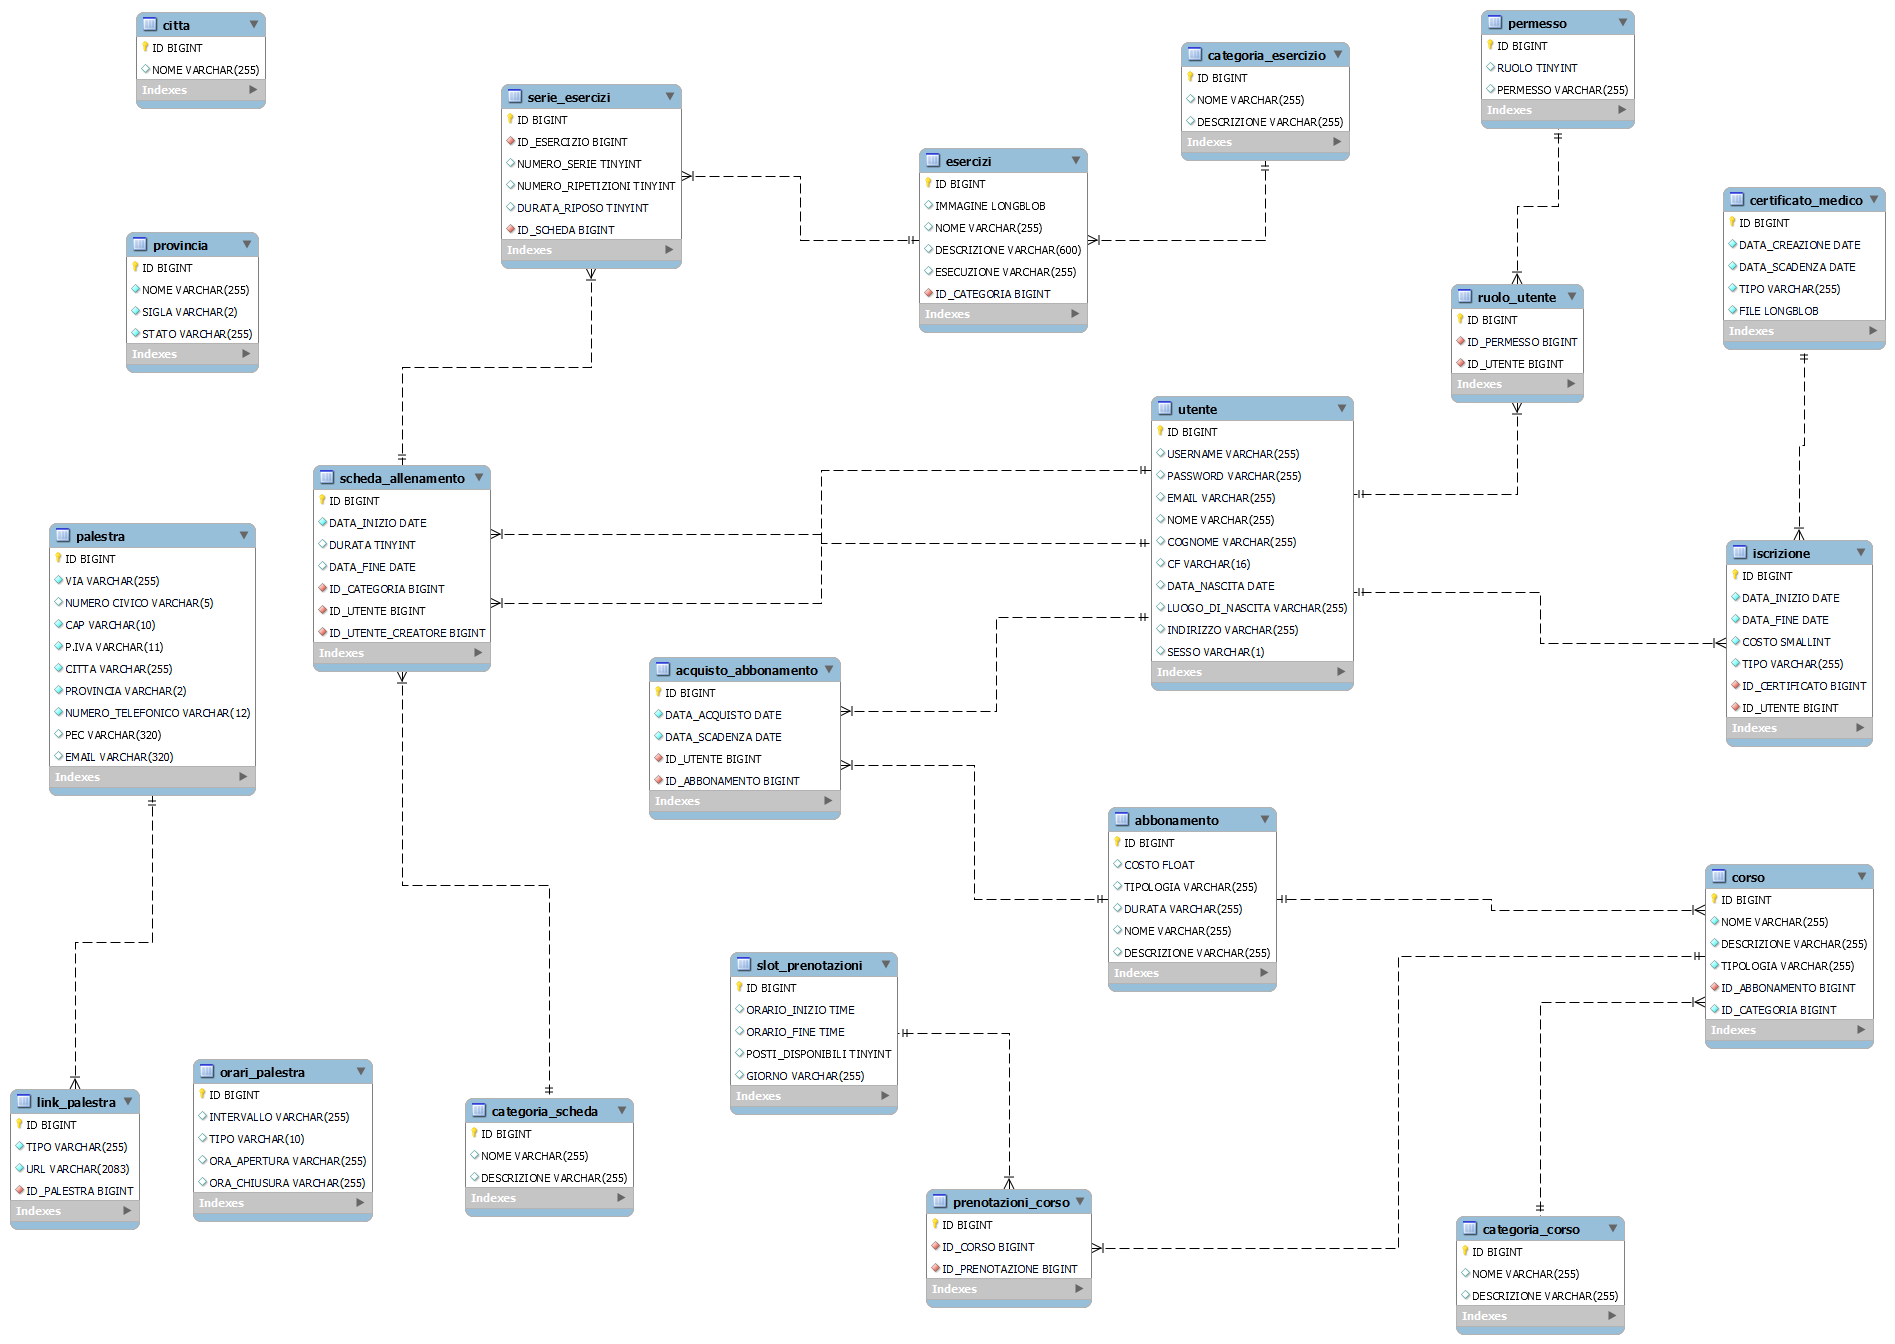 citta
ID BIGINT
NOME VARCHAR(255)
Indexes
provincia
ID BIGINT
NOME VARCHAR(255)
SIGLA VARCHAR(2)
STATO VARCHAR(255)
Indexes
serie_esercizi
ID BIGINT
ID_ESERCIZIO BIGINT
NUMERO_SERIE TINYINT
NUMERO_RIPETIZIONI TINYINT
DURATA_RIPOSO TINYINT
ID_SCHEDA BIGINT
Indexes
esercizi
ID BIGINT
IMMAGINE LONGBLOB
NOME VARCHAR(255)
DESCRIZIONE VARCHAR(600)
ESECUZIONE VARCHAR(255)
ID_CATEGORIA BIGINT
Indexes
categoria_esercizio
ID BIGINT
NOME VARCHAR(255)
DESCRIZIONE VARCHAR(255)
Indexes
permesso
ID BIGINT
RUOLO TINYINT
PERMESSO VARCHAR(255)
Indexes
certificato_medico
ID BIGINT
DATA_CREAZIONE DATE
DATA_SCADENZA DATE
TIPO VARCHAR(255)
FILE LONGBLOB
Indexes
ruolo_utente
ID BIGINT
ID_PERMESSO BIGINT
ID_UTENTE BIGINT
Indexes
utente
ID BIGINT
USERNAME VARCHAR(255)
PASSWORD VARCHAR(255)
EMAIL VARCHAR(255)
NOME VARCHAR(255)
COGNOME VARCHAR(255)
CF VARCHAR(16)
DATA_NASCITA DATE
LUOGO_DI_NASCITA VARCHAR(255)
INDIRIZZO VARCHAR(255)
SESSO VARCHAR(1)
Indexes
scheda_allenamento
ID BIGINT
DATA_INIZIO DATE
DURATA TINYINT
DATA_FINE DATE
ID_CATEGORIA BIGINT
ID_UTENTE BIGINT
ID_UTENTE_CREATORE BIGINT
Indexes
palestra
ID BIGINT
VIA VARCHAR(255)
NUMERO CIVICO VARCHAR(5)
CAP VARCHAR(10)
P.IVA VARCHAR(11)
CITTA VARCHAR(255)
PROVINCIA VARCHAR(2)
NUMERO_TELEFONICO VARCHAR(12)
PEC VARCHAR(320)
EMAIL VARCHAR(320)
Indexes
iscrizione
ID BIGINT
DATA_INIZIO DATE
DATA_FINE DATE
COSTO SMALLINT
TIPO VARCHAR(255)
ID_CERTIFICATO BIGINT
ID_UTENTE BIGINT
Indexes
acquisto_abbonamento
ID BIGINT
DATA_ACQUISTO DATE
DATA_SCADENZA DATE
ID_UTENTE BIGINT
ID_ABBONAMENTO BIGINT
Indexes
abbonamento
ID BIGINT
COSTO FLOAT
TIPOLOGIA VARCHAR(255)
DURATA VARCHAR(255)
NOME VARCHAR(255)
DESCRIZIONE VARCHAR(255)
Indexes
corso
ID BIGINT
NOME VARCHAR(255)
DESCRIZIONE VARCHAR(255)
TIPOLOGIA VARCHAR(255)
ID_ABBONAMENTO BIGINT
ID_CATEGORIA BIGINT
Indexes
slot_prenotazioni
ID BIGINT
ORARIO_INIZIO TIME
ORARIO_FINE TIME
POSTI_DISPONIBILI TINYINT
GIORNO VARCHAR(255)
Indexes
link_palestra
ID BIGINT
TIPO VARCHAR(255)
URL VARCHAR(2083)
ID_PALESTRA BIGINT
Indexes
orari_palestra
ID BIGINT
INTERVALLO VARCHAR(255)
TIPO VARCHAR(10)
ORA_APERTURA VARCHAR(255)
ORA_CHIUSURA VARCHAR(255)
Indexes
categoria_scheda
ID BIGINT
NOME VARCHAR(255)
DESCRIZIONE VARCHAR(255)
Indexes
prenotazioni_corso
ID BIGINT
ID_CORSO BIGINT
ID_PRENOTAZIONE BIGINT
Indexes
categoria_corso
ID BIGINT
NOME VARCHAR(255)
DESCRIZIONE VARCHAR(255)
Indexes